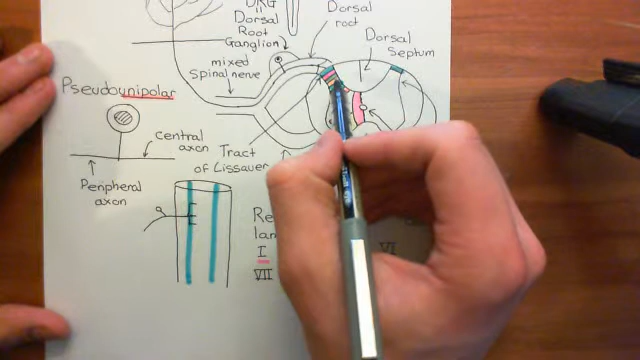 DRG
Dorsal
Root
Ganglion
Dorsal
root
Dorsal
Septum
mixed
Spinal nerve
Pseudounipolar
central
axon
Peripheral
axon
Tract
of Lissauer
Re
lam
I
VI
VII